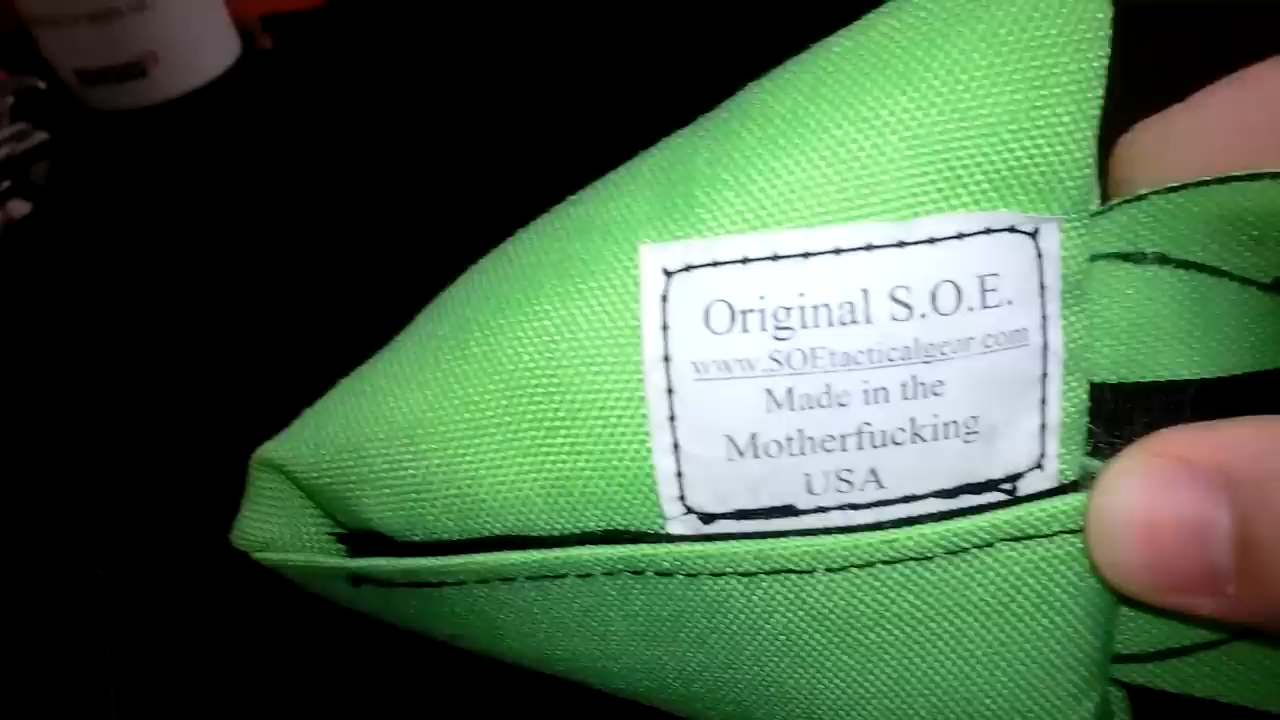 Original S.O.E.
www.SOEtacticalgear.com
Made in the
Motherfucking
USA